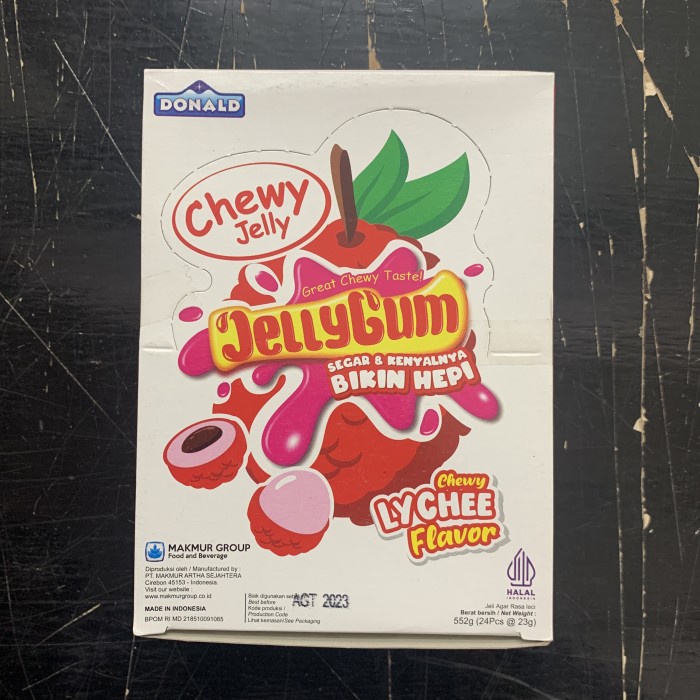 DONALD
Chewy
Jelly
Great Chewy Taste!
JellyGum
SEGAR & KENYALNYA
BIKIN HEPI
Chewy
LYCHEE
Flavor
MAKMUR GROUP
Food and Beverage
Diproduksi oleh / Manufactured by :
PT. MAKMUR ARTHA SEJAHTERA
Cirebon 45153 - Indonesia
Visit our website :
www.makmurgroup.co.id
MADE IN INDONESIA
BPOM RI MD 218510091085
Baik digunakan
Best before
AGT 2023
Kode produksi /
Production Code
Lihat kemasan/See Packaging
HALAL
INDONESIA
Jeli Agar Rasa leci
Berat bersih / Net Weight :
552g (24Pcs @ 23g)